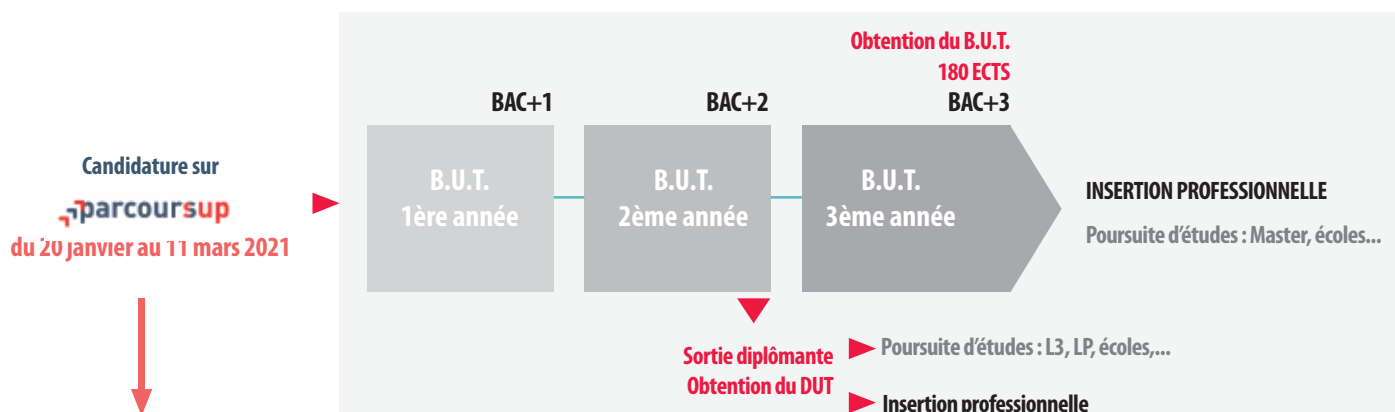 Obtention du B.U.T.
180 ECTS
BAC+1
BAC+2
BAC+3
Candidature sur
parcoursup
du 20 janvier au 11 mars 2021
B.U.T.
1ère année
B.U.T.
2ème année
B.U.T.
3ème année
INSERTION PROFESSIONNELLE
Poursuite d'études : Master, écoles...
Sortie diplômante
Obtention du DUT
Poursuite d'études : L3, LP, écoles,...
Insertion professionnelle